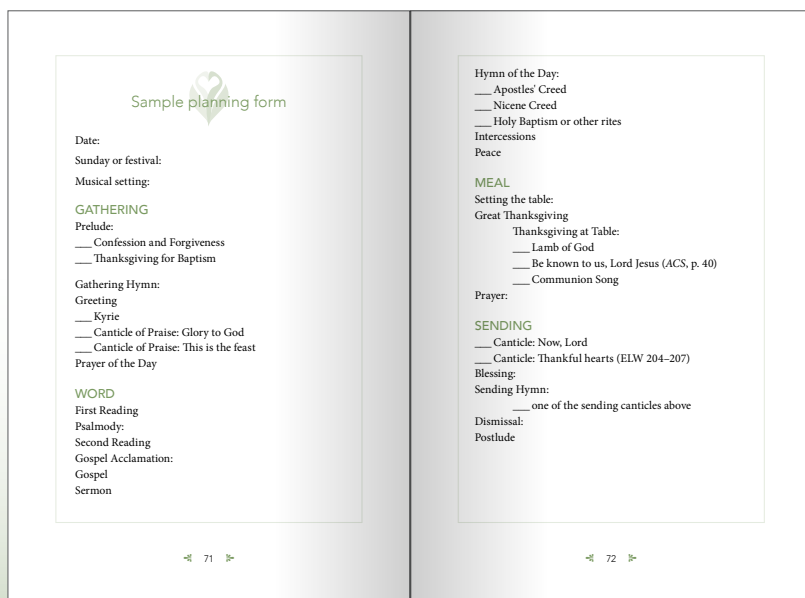 Sample planning form
Date:
Sunday or festival:
Musical setting:
GATHERING
Prelude:
___ Confession and Forgiveness
___ Thanksgiving for Baptism
Gathering Hymn:
Greeting
___ Kyrie
___ Canticle of Praise: Glory to God
___ Canticle of Praise: This is the feast
Prayer of the Day
WORD
First Reading
Psalmody:
Second Reading
Gospel Acclamation:
Gospel
Sermon
71
Hymn of the Day:
___ Apostles' Creed
___ Nicene Creed
___ Holy Baptism or other rites
Intercessions
Peace
MEAL
Setting the table:
Great Thanksgiving
Thanksgiving at Table:
___ Lamb of God
___ Be known to us, Lord Jesus (ACS, p. 40)
___ Communion Song
Prayer:
SENDING
___ Canticle: Now, Lord
___ Canticle: Thankful hearts (ELW 204–207)
Blessing:
Sending Hymn:
___ one of the sending canticles above
Dismissal:
Postlude
72